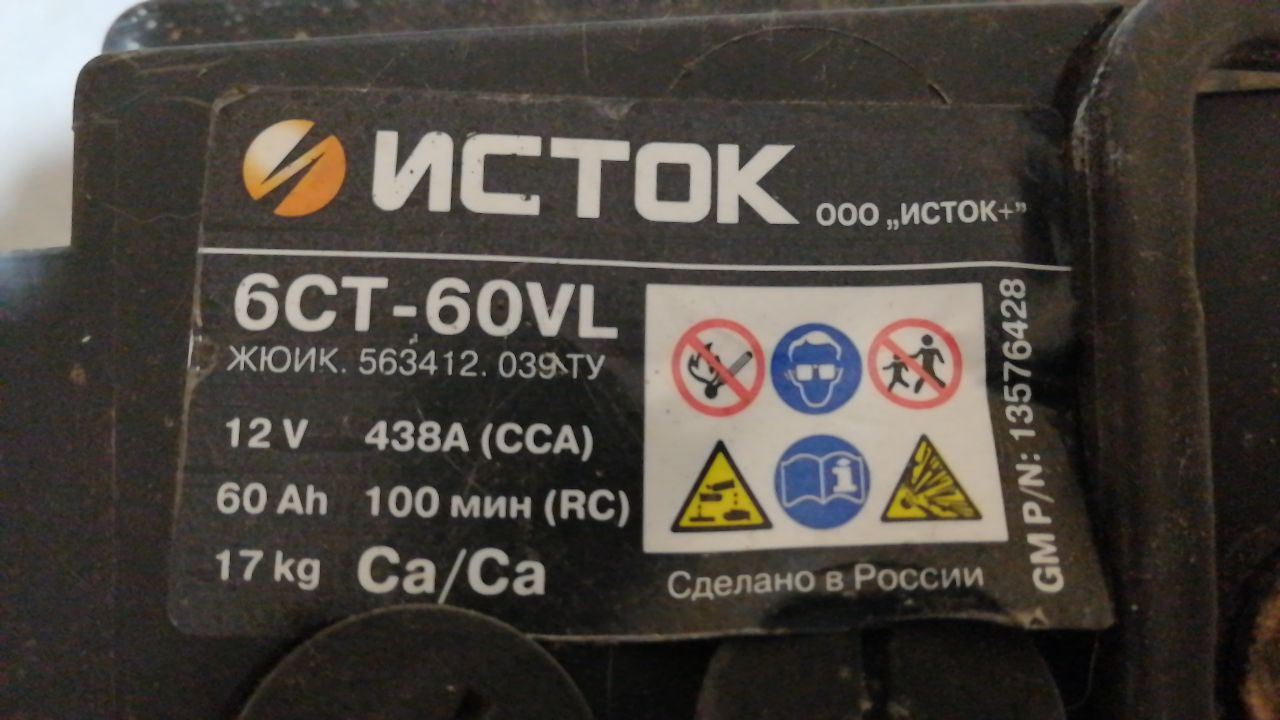 ИСТОК
ООО „ИСТОК+”
6СТ-60VL
ЖЮИК. 563412. 039 ТУ
12 V 438A (CCA)
60 Ah 100 мин (RC)
17 kg Ca/Ca
Сделано в России
GM P/N: 13576428